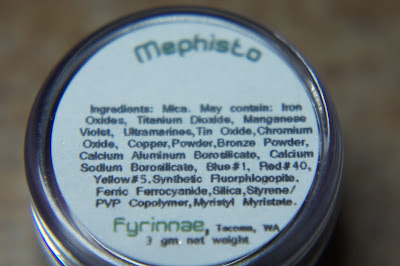 Mephisto
Ingredients: Mica. May contain: Iron
Oxides, Titanium Dioxide, Manganese
Violet, Ultramarines,Tin Oxide,Chromium
Oxide, Copper,Powder,Bronze Powder,
Calcium Aluminum Borosilicate, Calcium
Sodium Borosilicate, Blue#1, Red#40,
Yellow#5,Synthetic Fluorphlogopite,
Ferric Ferrocyanide,Silica,Styrene/
PVP Copolymer,Myristyl Myristate.
Fyrinnae, Tacoma, WA
3 gm. net weight